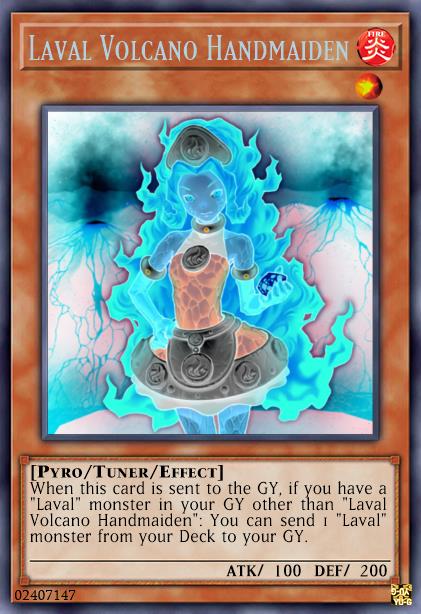 Laval Volcano Handmaiden
FIRE
炎
[Pyro/Tuner/Effect]
When this card is sent to the GY, if you have a
"Laval" monster in your GY other than "Laval
Volcano Handmaiden": You can send 1 "Laval"
monster from your Deck to your GY.
ATK/ 100 DEF/ 200
02407147